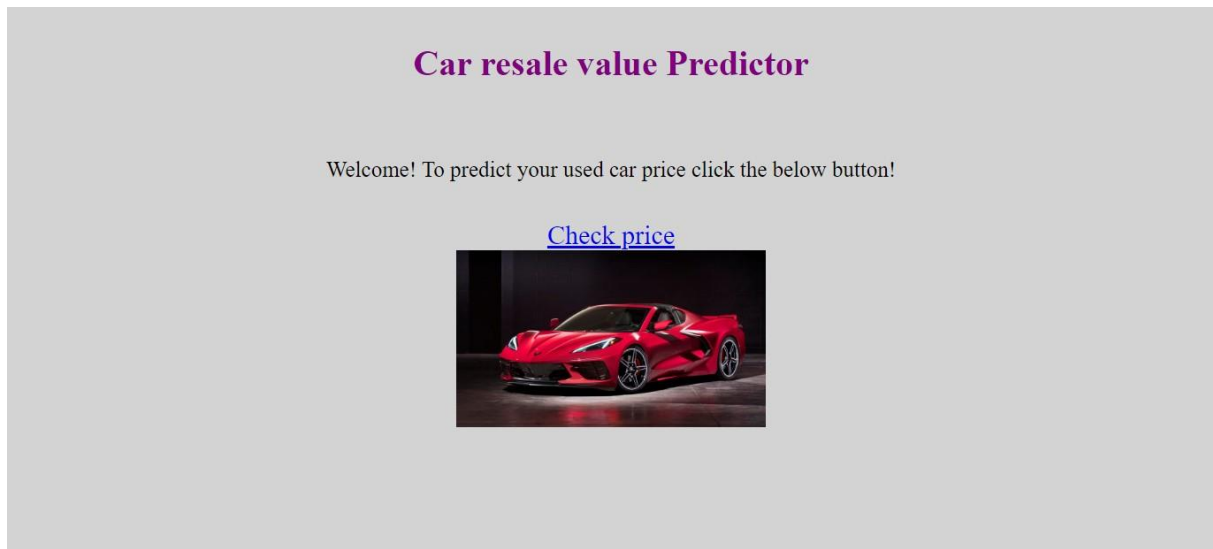 Car resale value Predictor
Welcome! To predict your used car price click the below button!
Check price